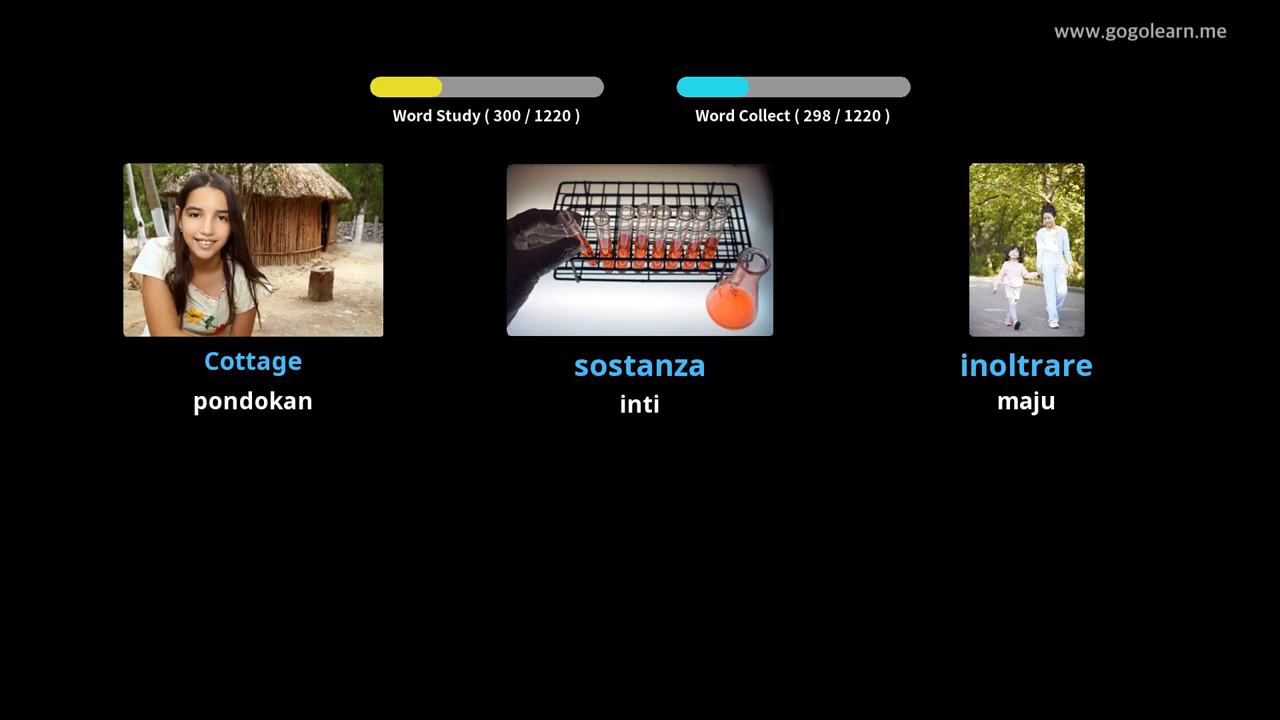 www.gogolearn.me
Word Study ( 300 / 1220 )
Word Collect ( 298 / 1220 )
Cottage
pondokan
sostanza
inti
inoltrare
maju